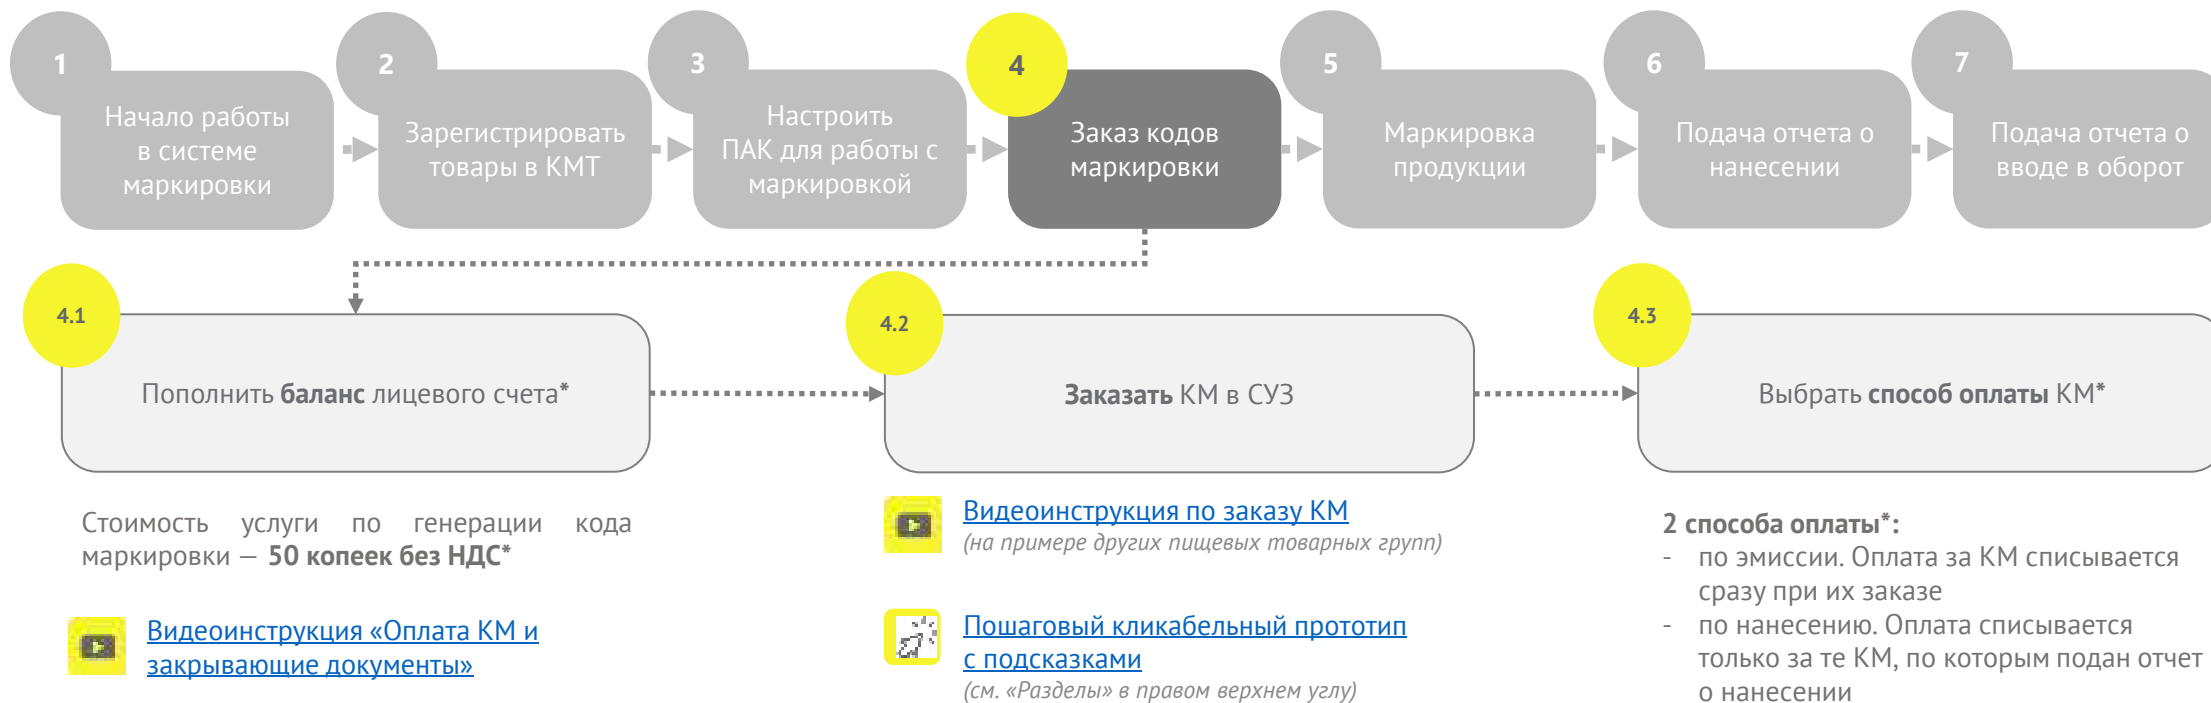 1
Начало работы
в системе
маркировки
2
Зарегистрировать
товары в КМТ
3
Настроить
ПАК для работы с
маркировкой
4
Заказ кодов
маркировки
5
Маркировка
продукции
6
Подача отчета о
нанесении
7
Подача отчета о
вводе в оборот
4.1
Пополнить баланс лицевого счета*
4.2
Заказать КМ в СУЗ
4.3
Выбрать способ оплаты КМ*
Стоимость услуги по генерации кода
маркировки — 50 копеек без НДС*
Видеоинструкция «Оплата КМ и
закрывающие документы»
Видеоинструкция по заказу КМ
(на примере других пищевых товарных групп)
Пошаговый кликабельный прототип
с подсказками
(см. «Разделы» в правом верхнем углу)
2 способа оплаты*:
- по эмиссии. Оплата за КМ списывается
сразу при их заказе
- по нанесению. Оплата списывается
только за те КМ, по которым подан отчет
о нанесении